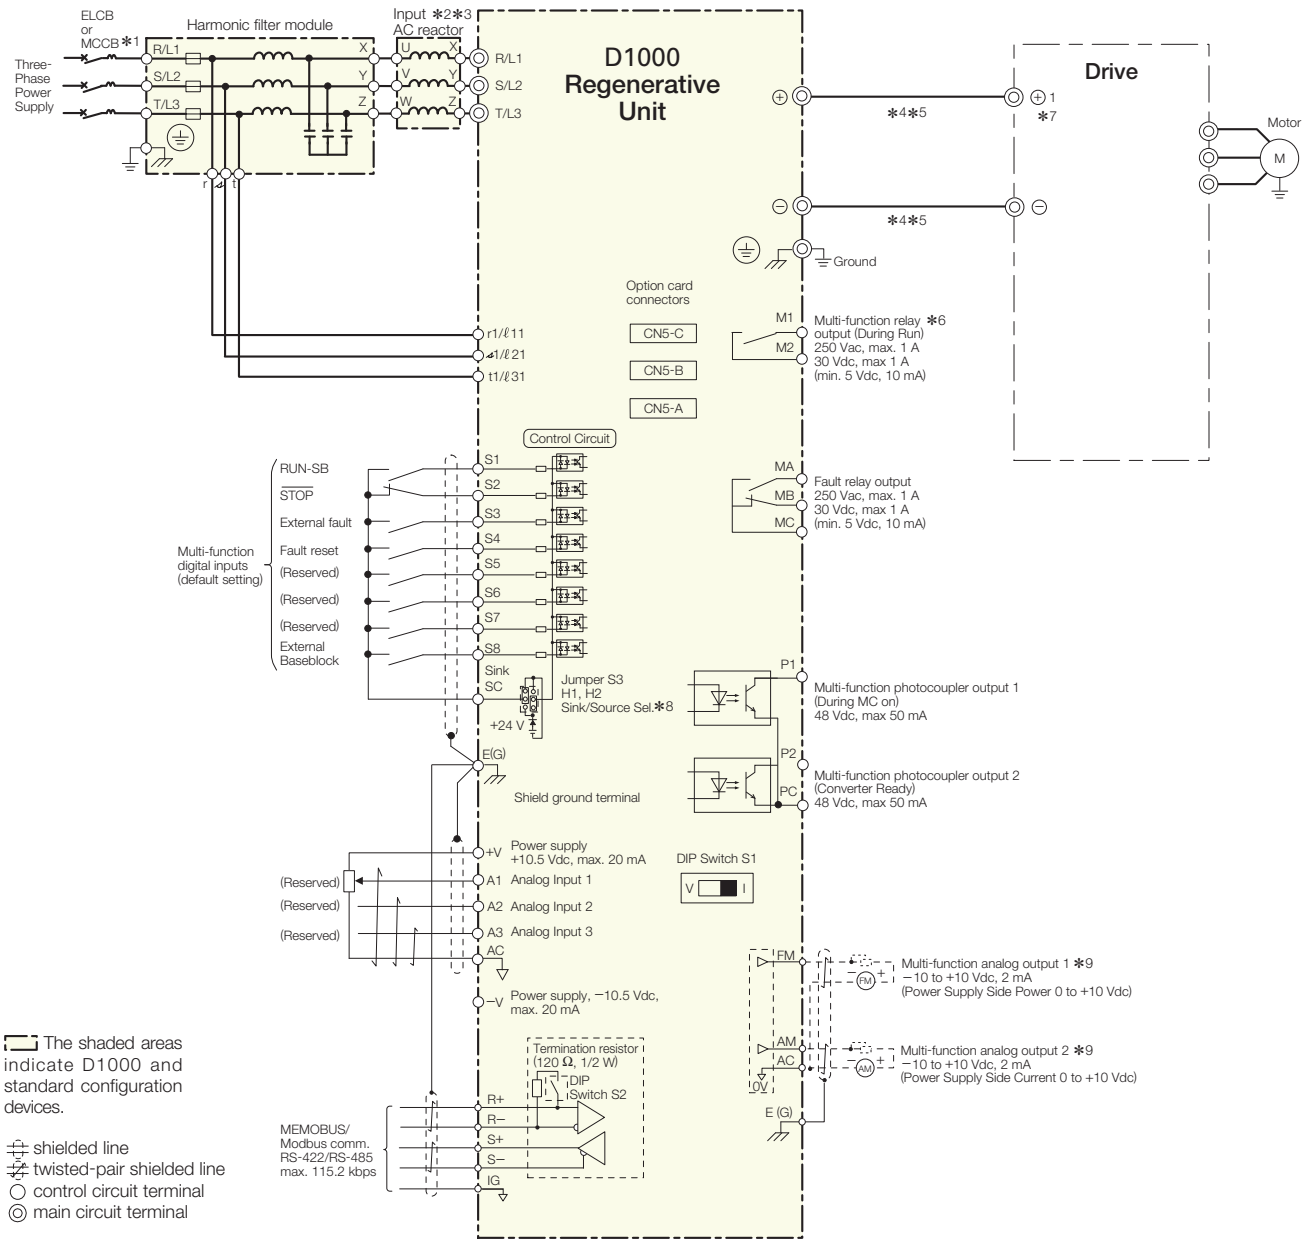 ELCB
or
MCCB✻1
Harmonic filter module
Input ✻2✻3
AC reactor
Three-
Phase
Power
Supply
R/L1
S/L2
T/L3
X
Y
Z
U
V
W
X
Y
Z
R/L1
S/L2
T/L3
r
t
D1000
Regenerative
Unit
+
✻4✻5
+ 1
✻7
Drive
Motor
M
−
✻4✻5
−
Ground
Option card
connectors
CN5-C
CN5-B
CN5-A
r1/ℓ11
1/ℓ21
t1/ℓ31
M1
M2
Multi-function relay ✻6
output (During Run)
250 Vac, max. 1 A
30 Vdc, max 1 A
(min. 5 Vdc, 10 mA)
Control Circuit
RUN-SB
STOP
External fault
Fault reset
(Reserved)
(Reserved)
(Reserved)
External
Baseblock
Multi-function
digital inputs
(default setting)
S1
S2
S3
S4
S5
S6
S7
S8
Sink
SC
+24 V
Jumper S3
H1, H2
Sink/Source Sel.✻8
MA
MB
MC
Fault relay output
250 Vac, max. 1 A
30 Vdc, max 1 A
(min. 5 Vdc, 10 mA)
P1
Multi-function photocoupler output 1
(During MC on)
48 Vdc, max 50 mA
P2
PC
Multi-function photocoupler output 2
(Converter Ready)
48 Vdc, max 50 mA
E(G)
Shield ground terminal
+V Power supply
+10.5 Vdc, max. 20 mA
(Reserved)
A1 Analog Input 1
(Reserved)
A2 Analog Input 2
(Reserved)
A3 Analog Input 3
AC
−V Power supply, −10.5 Vdc,
max. 20 mA
DIP Switch S1
V I
FM
− FM +
Multi-function analog output 1 ✻9
−10 to +10 Vdc, 2 mA
(Power Supply Side Power 0 to +10 Vdc)
AM
AC
0V
− AM +
Multi-function analog output 2 ✻9
−10 to +10 Vdc, 2 mA
(Power Supply Side Current 0 to +10 Vdc)
E (G)
Termination resistor
(120 Ω, 1/2 W)
DIP
Switch S2
R+
R−
S+
S−
IG
MEMOBUS/
Modbus comm.
RS-422/RS-485
max. 115.2 kbps
The shaded areas
indicate D1000 and
standard configuration
devices.
shielded line
twisted-pair shielded line
control circuit terminal
main circuit terminal